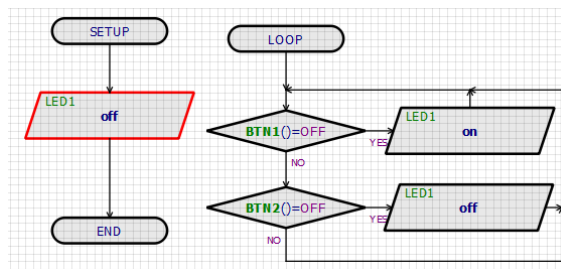 SETUP
LED1
off
END
LOOP
BTN1()=OFF
YES
LED1
on
NO
BTN2()=OFF
YES
LED1
off
NO